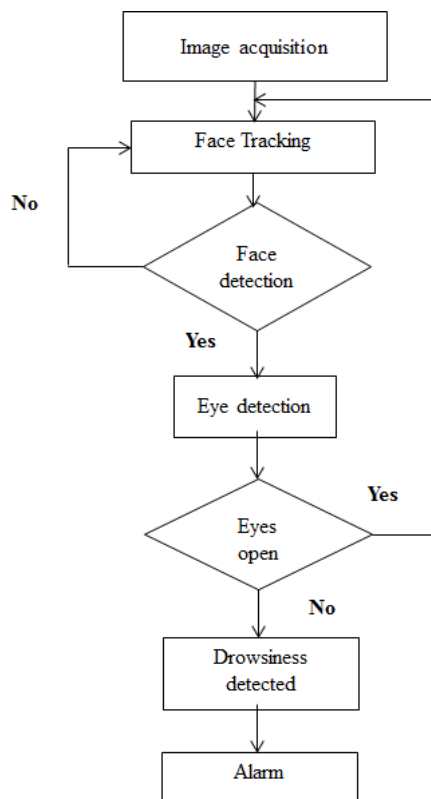 Image acquisition
Face Tracking
No
Face
detection
Yes
Eye detection
Yes
Eyes
open
No
Drowsiness
detected
Alarm